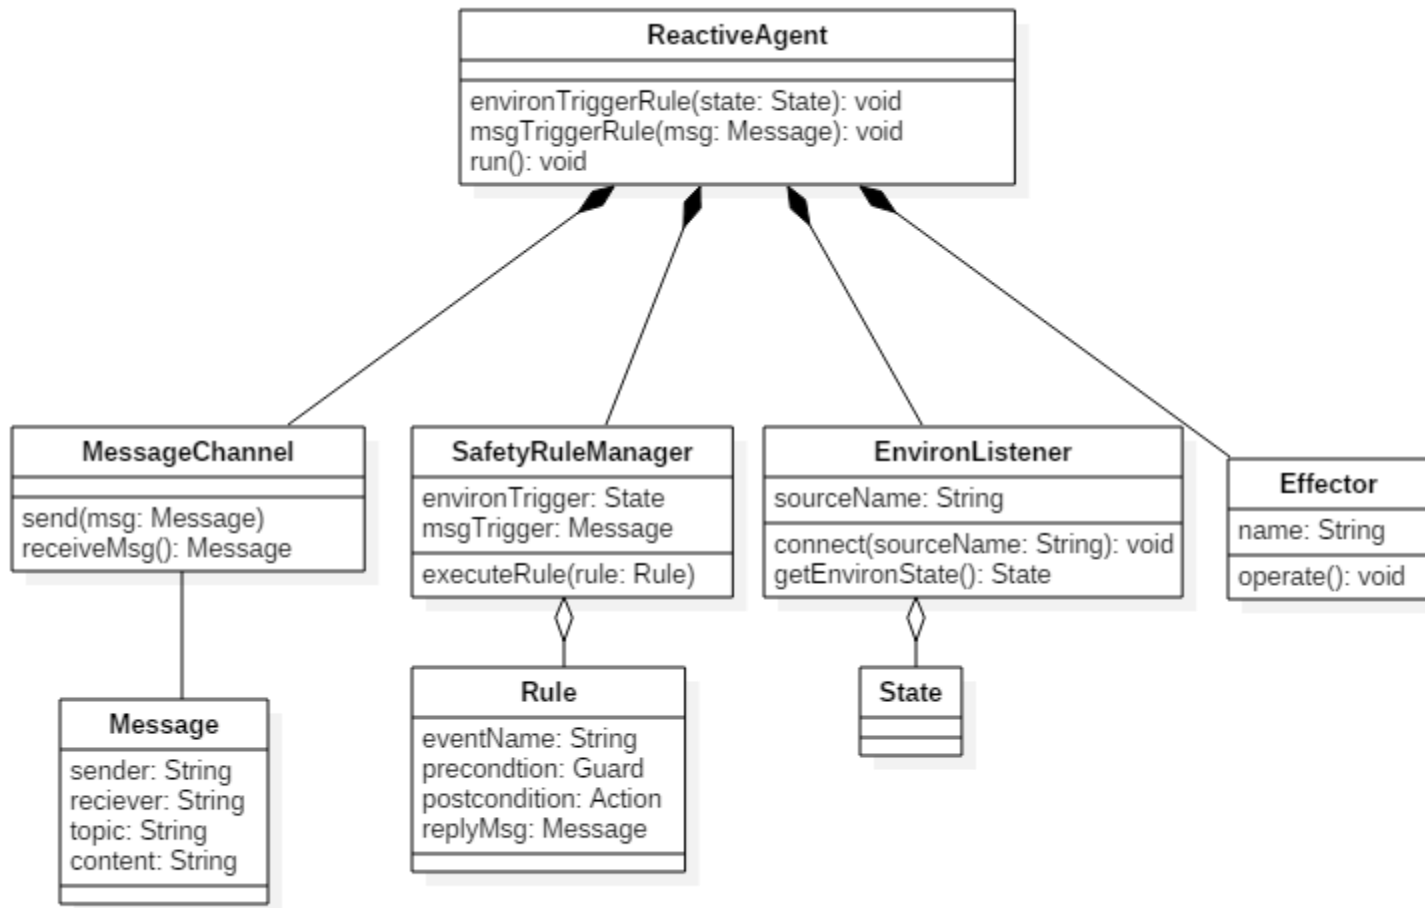 ReactiveAgent
environTriggerRule(state: State): void
msgTriggerRule(msg: Message): void
run(): void
MessageChannel
send(msg: Message)
receiveMsg(): Message
SafetyRuleManager
environTrigger: State
msgTrigger: Message
executeRule(rule: Rule)
EnvironListener
sourceName: String
connect(sourceName: String): void
getEnvironState(): State
Effector
name: String
operate(): void
Message
sender: String
reciever: String
topic: String
content: String
Rule
eventName: String
precondtion: Guard
postcondition: Action
replyMsg: Message
State